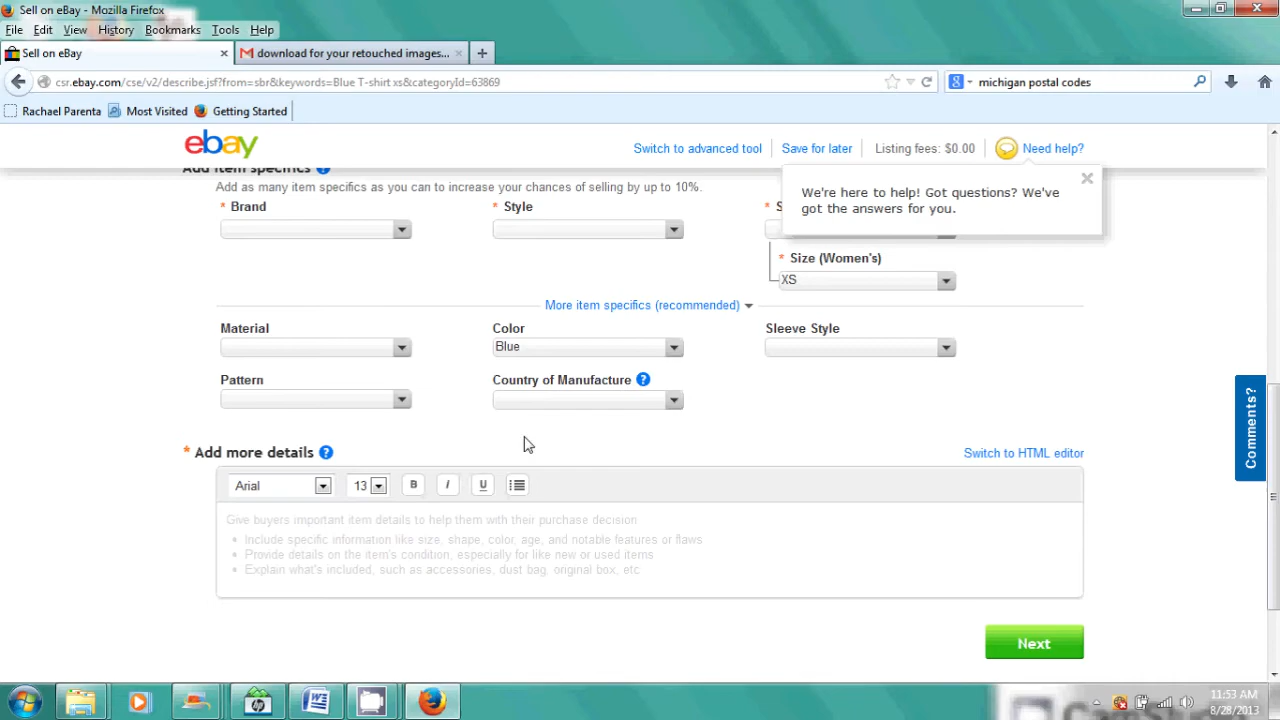 Sell on eBay - Mozilla Firefox
File Edit View History Bookmarks Tools Help
Sell on eBay × download for your retouched images... × +
csr.ebay.com/cse/v2/describe.jsf?from=sbr&keywords=Blue T-shirt xs&categoryId=63869
michigan postal codes
Rachael Parenta Most Visited Getting Started
ebay Switch to advanced tool Save for later Listing fees: $0.00 Need help?
Add item specifics ?
We're here to help! Got questions? We've
got the answers for you.
Add as many item specifics as you can to increase your chances of selling by up to 10%.
* Brand * Style * S
* Size (Women's)
XS
More item specifics (recommended)
Material Color Sleeve Style
Blue
Pattern Country of Manufacture ?
* Add more details ? Switch to HTML editor
Arial 13 B I U
Give buyers important item details to help them with their purchase decision
• Include specific information like size, shape, color, age, and notable features or flaws
• Provide details on the item's condition, especially for like new or used items
• Explain what's included, such as accessories, dust bag, original box, etc
Next
Comments?
11:53 AM
8/28/2013